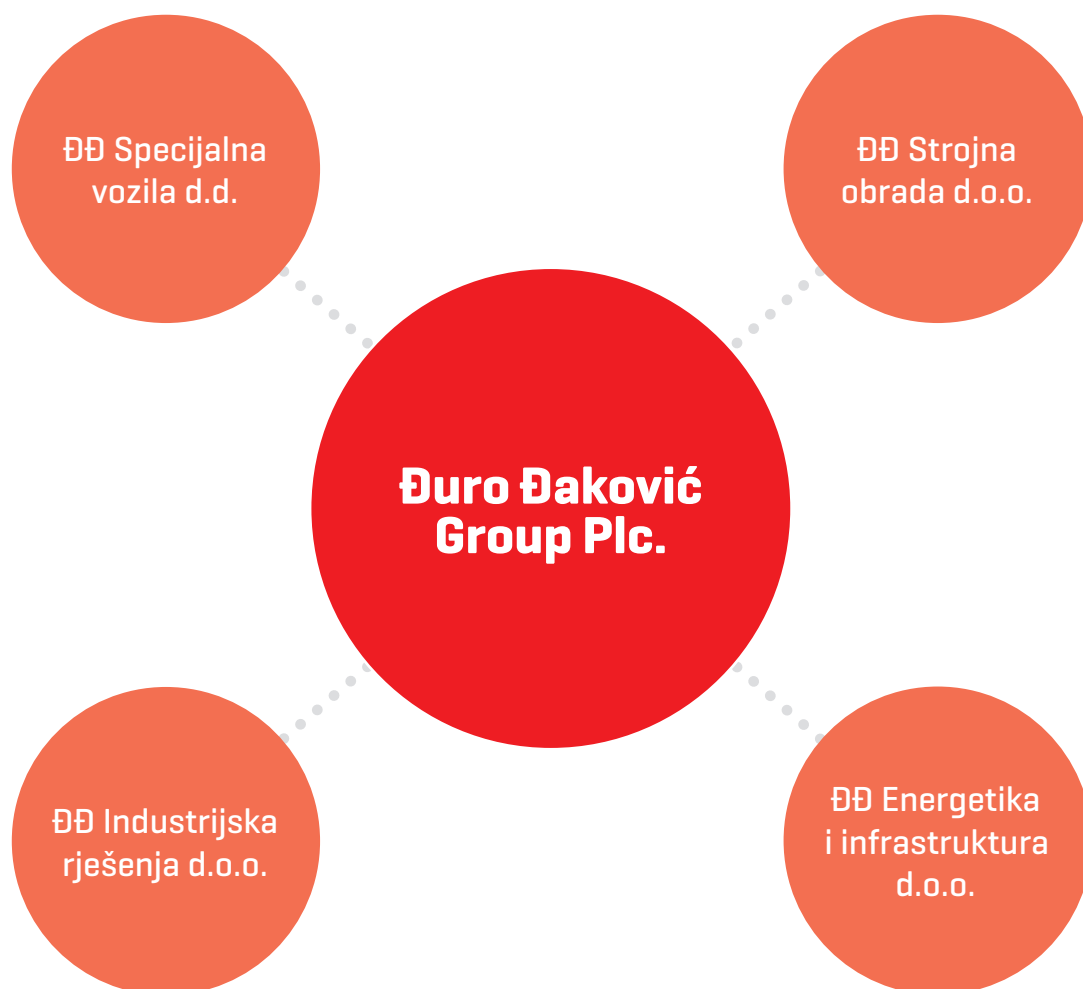 ĐĐ Specijalna
vozila d.d.
ĐĐ Strojna
obrada d.o.o.
Đuro Đaković
Group Plc.
ĐĐ Industrijska
rješenja d.o.o.
ĐĐ Energetika
i infrastruktura
d.o.o.